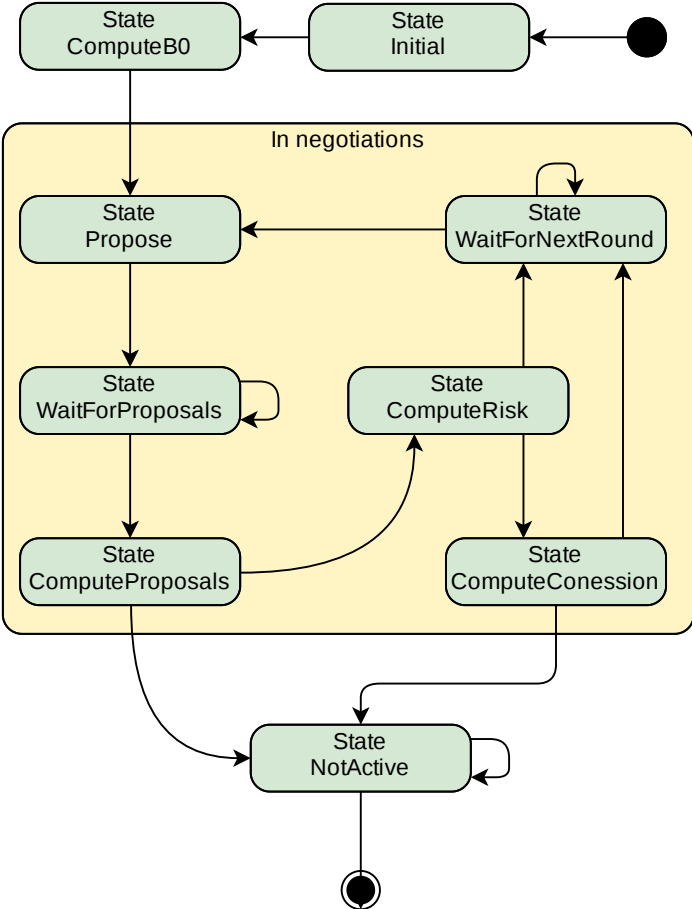 State
ComputeB0
State
Initial
In negotiations
State
Propose
State
WaitForNextRound
State
WaitForProposals
State
ComputeRisk
State
ComputeProposals
State
ComputeConession
State
NotActive